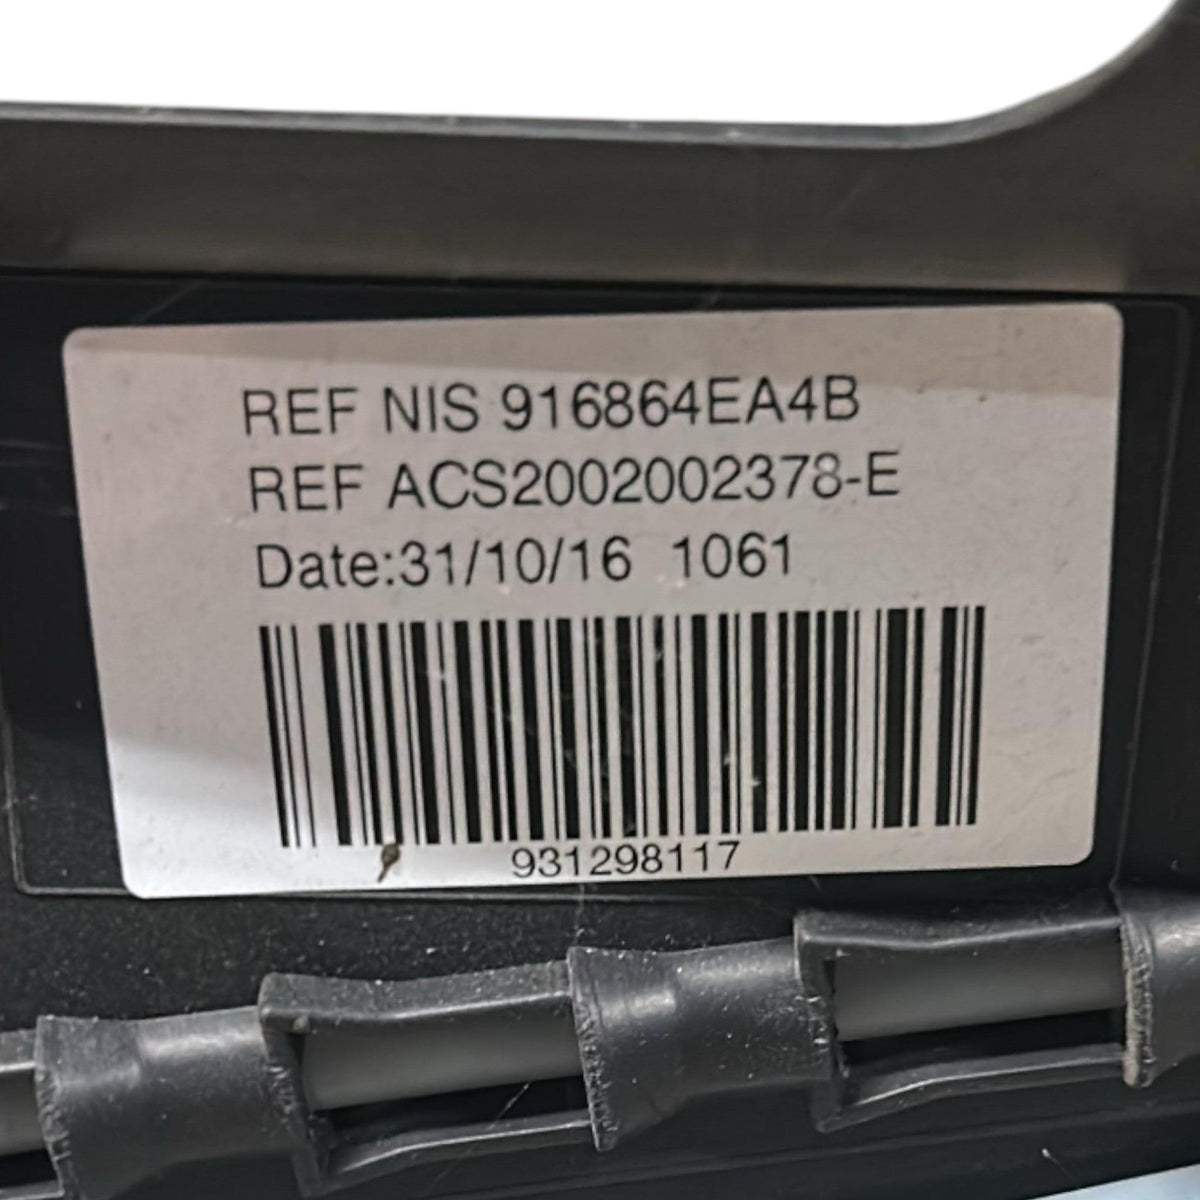 REF NIS 916864EA4B
REF ACS2002002378-E
Date:31/10/16 1061
931298117